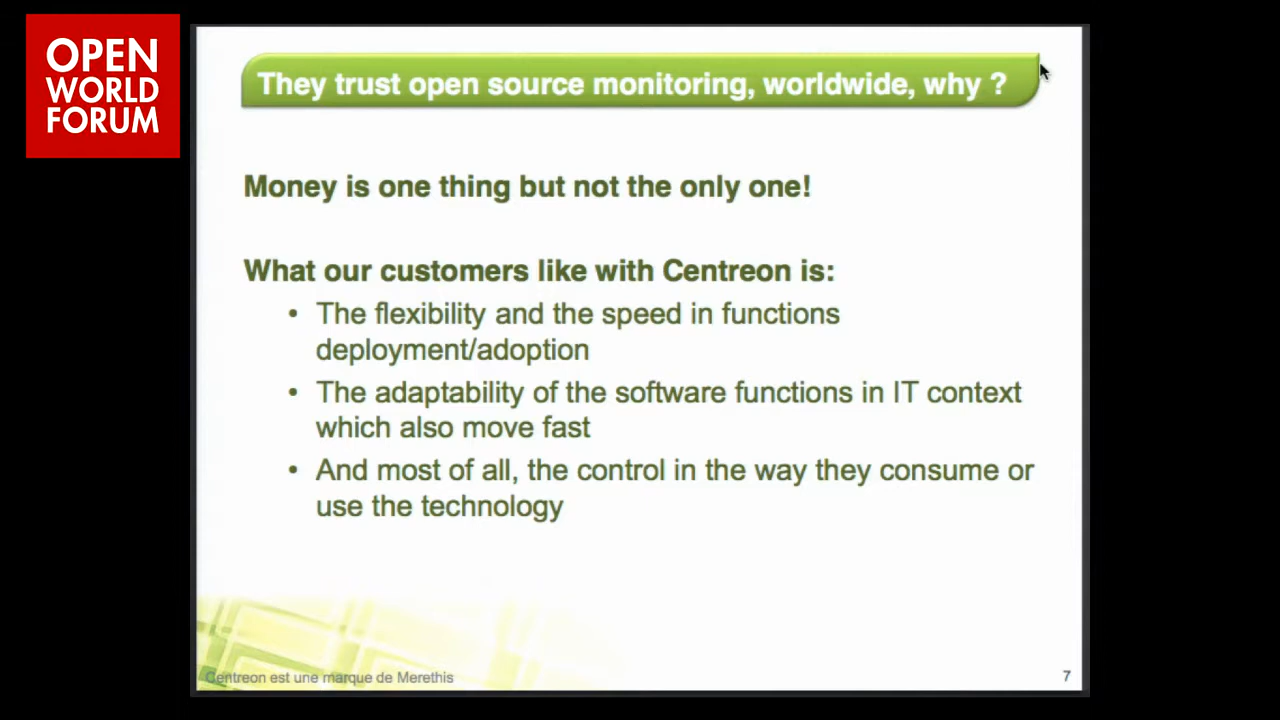 OPEN
WORLD
FORUM
They trust open source monitoring, worldwide, why ?
Money is one thing but not the only one!
What our customers like with Centreon is:
• The flexibility and the speed in functions
deployment/adoption
• The adaptability of the software functions in IT context
which also move fast
• And most of all, the control in the way they consume or
use the technology
Centreon est une marque de Merethis
7